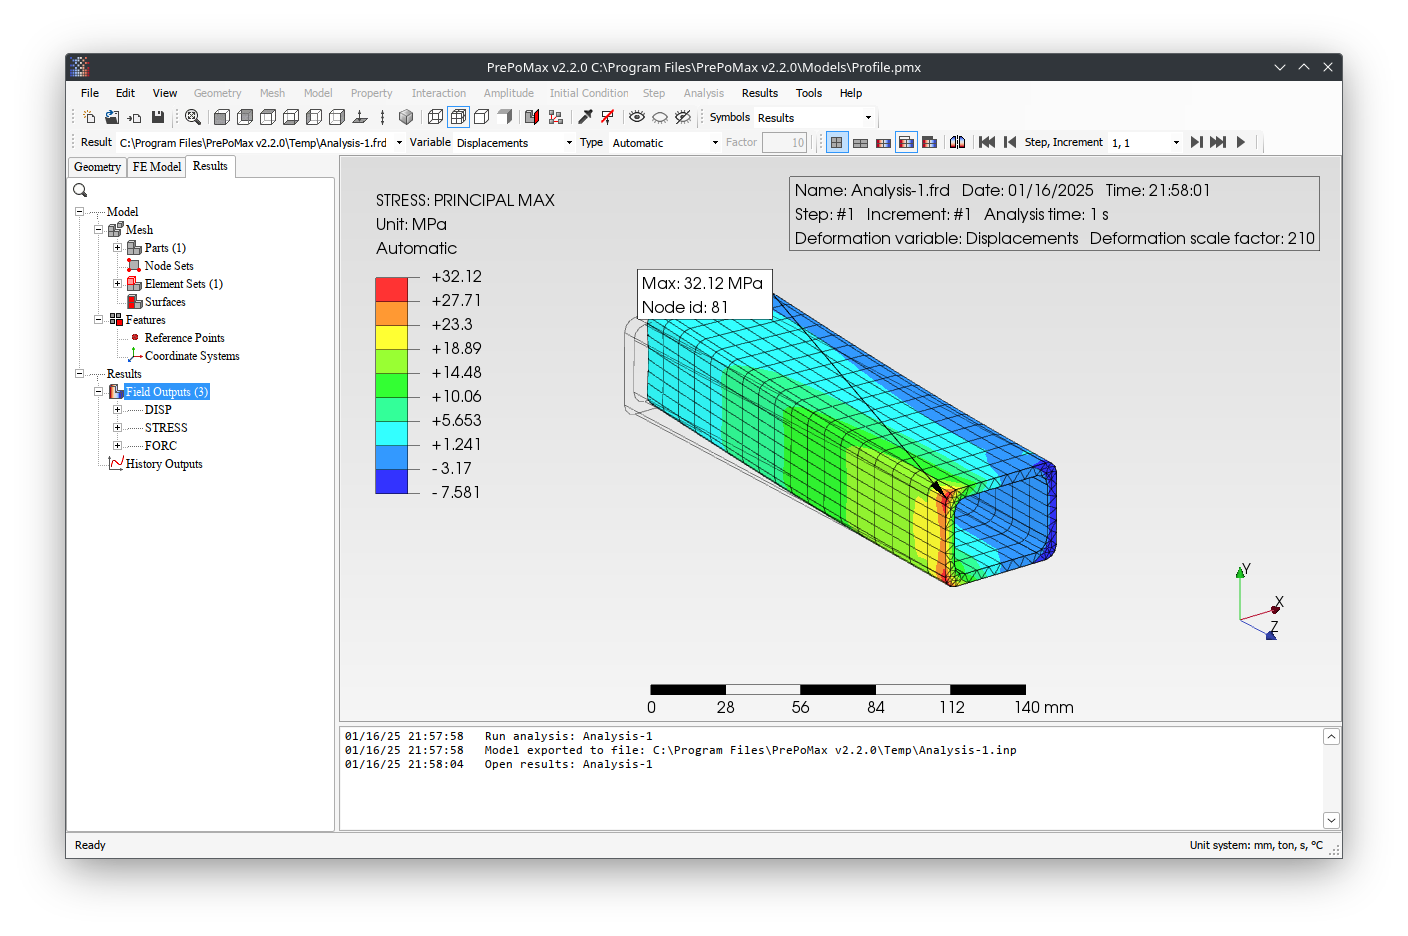 PrePoMax v2.2.0 C:\Program Files\PrePoMax v2.2.0\Models\Profile.pmx
File Edit View Geometry Mesh Model Property Interaction Amplitude Initial Condition Step Analysis Results Tools Help
Symbols Results
Result C:\Program Files\PrePoMax v2.2.0\Temp\Analysis-1.frd Variable Displacements Type Automatic Factor 10 Step, Increment 1, 1
Geometry FE Model Results
Model
Mesh
Parts (1)
Node Sets
Element Sets (1)
Surfaces
Features
Reference Points
Coordinate Systems
Results
Field Outputs (3)
DISP
STRESS
FORC
History Outputs
STRESS: PRINCIPAL MAX
Unit: MPa
Automatic
+32.12
+27.71
+23.3
+18.89
+14.48
+10.06
+5.653
+1.241
- 3.17
- 7.581
Name: Analysis-1.frd Date: 01/16/2025 Time: 21:58:01
Step: #1 Increment: #1 Analysis time: 1 s
Deformation variable: Displacements Deformation scale factor: 210
Max: 32.12 MPa
Node id: 81
Y
X
Z
0 28 56 84 112 140 mm
01/16/25 21:57:58 Run analysis: Analysis-1
01/16/25 21:57:58 Model exported to file: C:\Program Files\PrePoMax v2.2.0\Temp\Analysis-1.inp
01/16/25 21:58:04 Open results: Analysis-1
Ready Unit system: mm, ton, s, °C